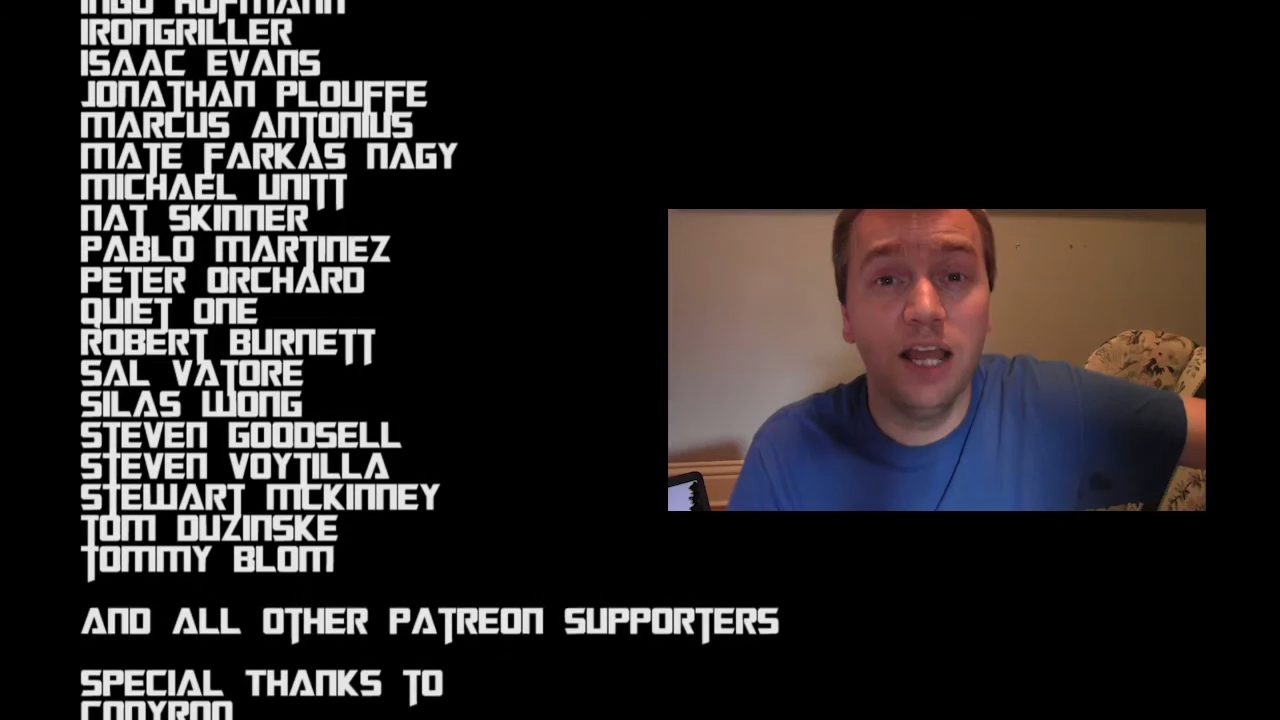 INGO HOFMANN
IRONGRILLER
ISAAC EVANS
JONATHAN PLOUFFE
MARCUS ANTONIUS
MATE FARKAS NAGY
MICHAEL UNITT
NAT SKINNER
PABLO MARTINEZ
PETER ORCHARD
QUIET ONE
ROBERT BURNETT
SAL VATORE
SILAS WONG
STEVEN GOODSELL
STEVEN VOYTILLA
STEWART MCKINNEY
TOM DUZINSKE
TOMMY BLOM
AND ALL OTHER PATREON SUPPORTERS
SPECIAL THANKS TO